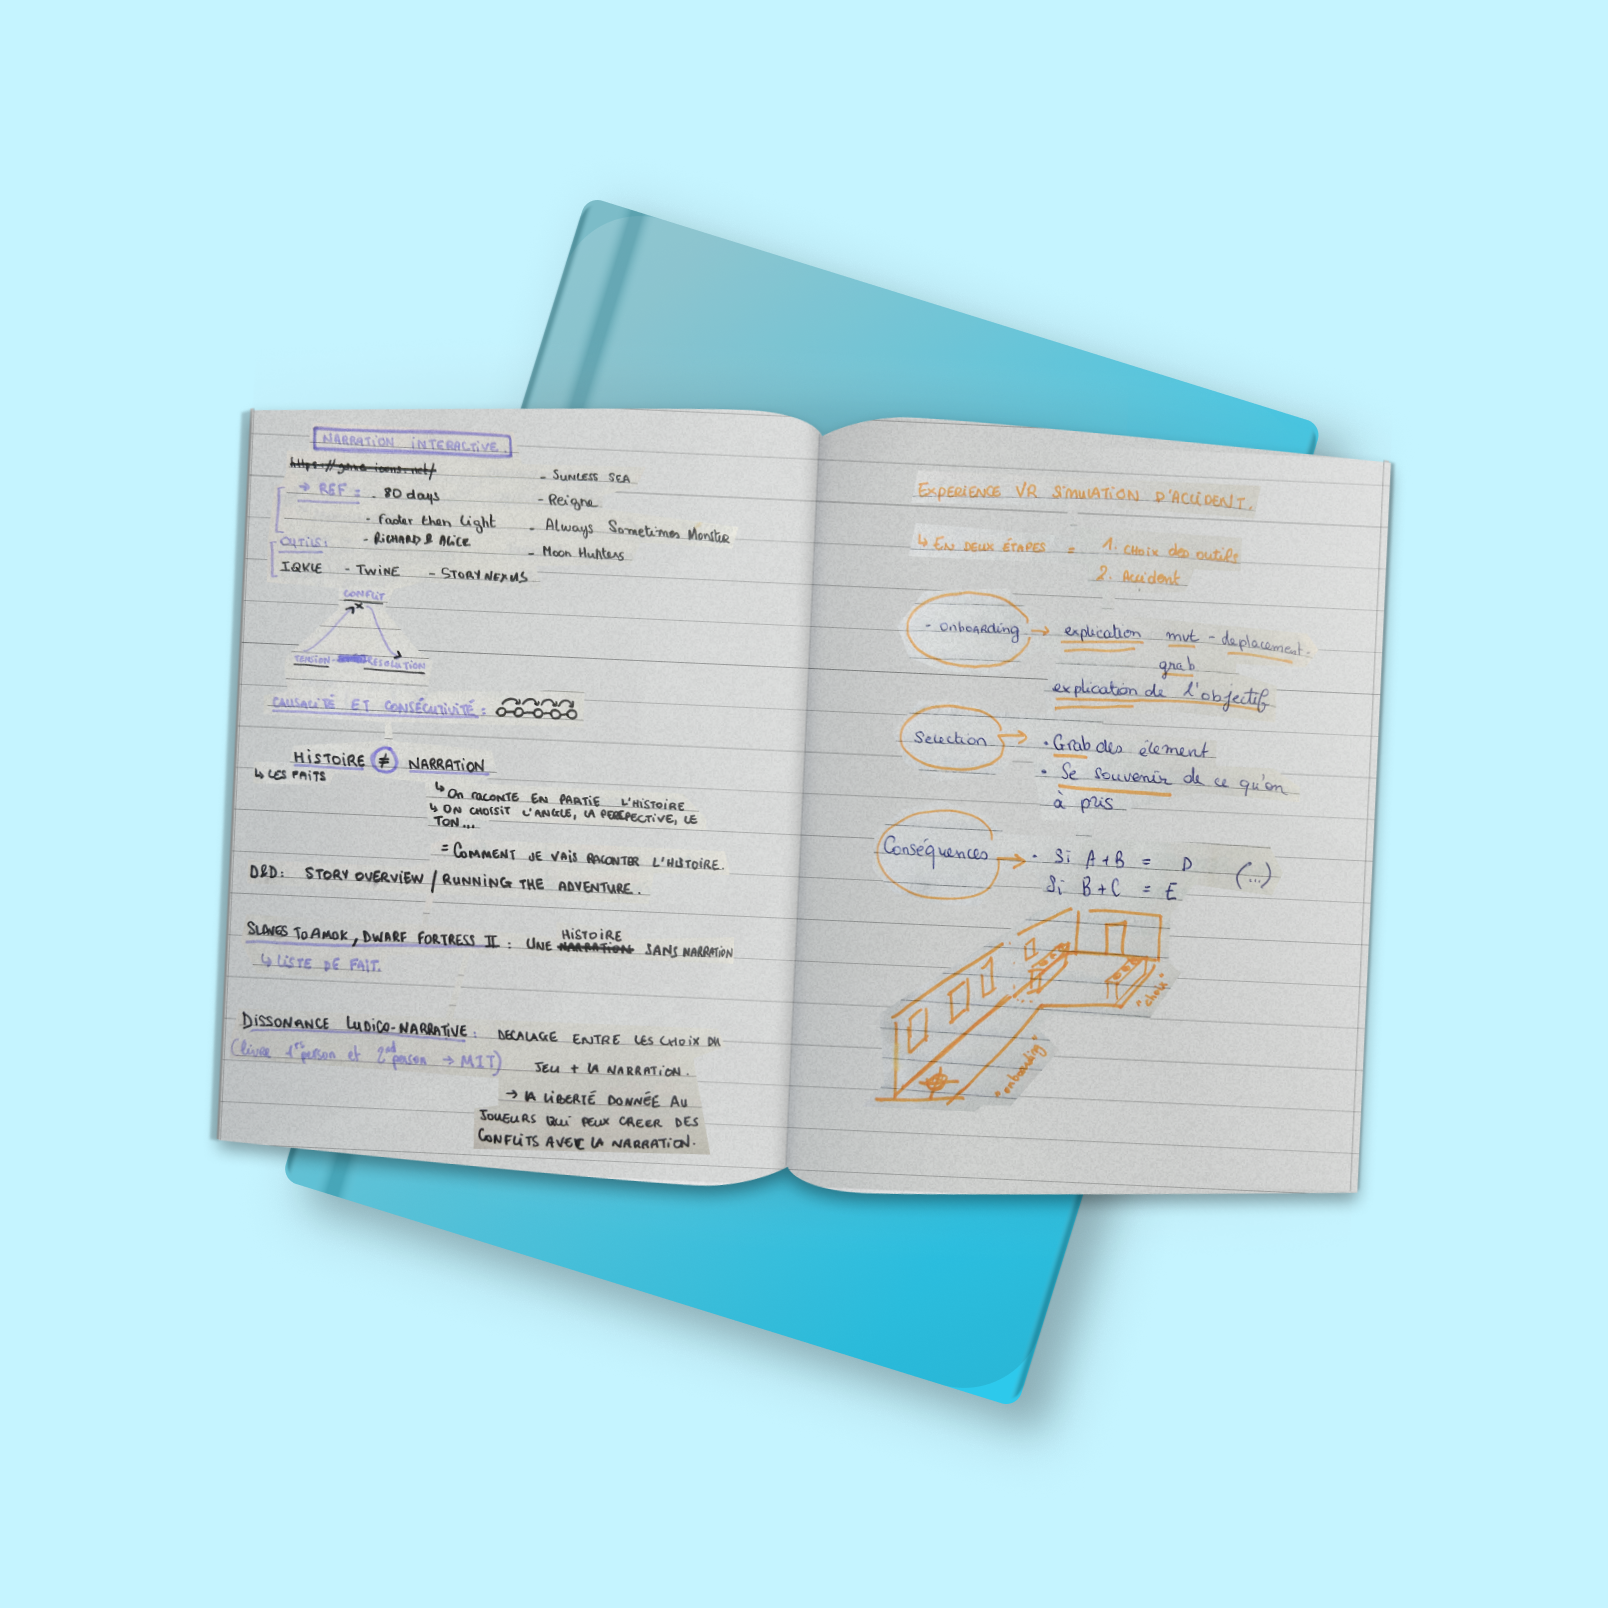 NARRATION INTERACTIVE.
https://game-icons.net/
→ REF : . 80 days
- Faster then Light
- RICHARD & ALICE
- SUNLESS SEA
- Reigne
- Always Sometimes Monster
- Moon Hunters
OUTILS:
IQKLE - TWINE - STORYNEXUS
CONFLIT
TENSION RESOLUTION
CAUSALITÉ ET CONSÉCUTIVITÉ :
HISTOIRE ≠ NARRATION
↳ LES FAITS
↳ On RACONTE EN PARTIE L'HISTOIRE
↳ ON CHOISIT L'ANGLE, LA PERSPECTIVE, LE
TON...
= COMMENT JE VAIS RACONTER L'HISTOIRE.
D&D: STORY OVERVIEW / RUNNING THE ADVENTURE.
HISTOIRE
SLAVES TO AMOK, DWARF FORTRESS II : UNE NARRATION SANS NARRATION
↳ LISTE DE FAIT.
DISSONANCE LUDICO-NARRATIVE : DECALAGE ENTRE LES CHOIX DU
(livre 1er person et 2nd person → MIT)
JEU + LA NARRATION.
→ LA LIBERTÉ DONNÉE AU
JOUEURS QUI PEUX CREER DES
CONFLITS AVEC LA NARRATION.
EXPERIENCE VR SIMULATION D'ACCIDENT.
↳ EN DEUX ÉTAPES = 1. CHOIX des outils
2. Accident
- ONBOARding → explication mvt - deplacement.
grab
explication de l'objectif
Selection → • Grab des élement
• Se souvenir de ce qu'on
à pris
Conséquences → • Si A+B = D (...)
Si B+C = E
"choix"
"onboarding"